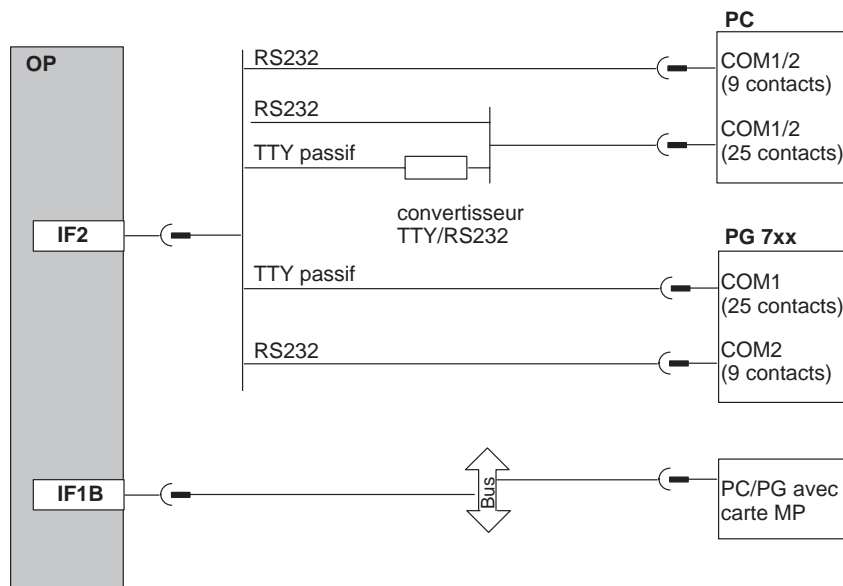 PC
OP
RS232
COM1/2
(9 contacts)
RS232
COM1/2
(25 contacts)
TTY passif
convertisseur
TTY/RS232
IF2
PG 7xx
TTY passif
COM1
(25 contacts)
RS232
COM2
(9 contacts)
IF1B
Bus
PC/PG avec
carte MP